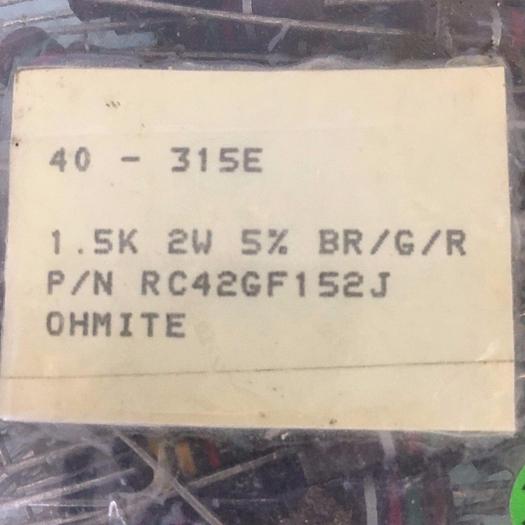 40 - 315E
1.5K 2W 5% BR/G/R
P/N RC42GF152J
OHMITE